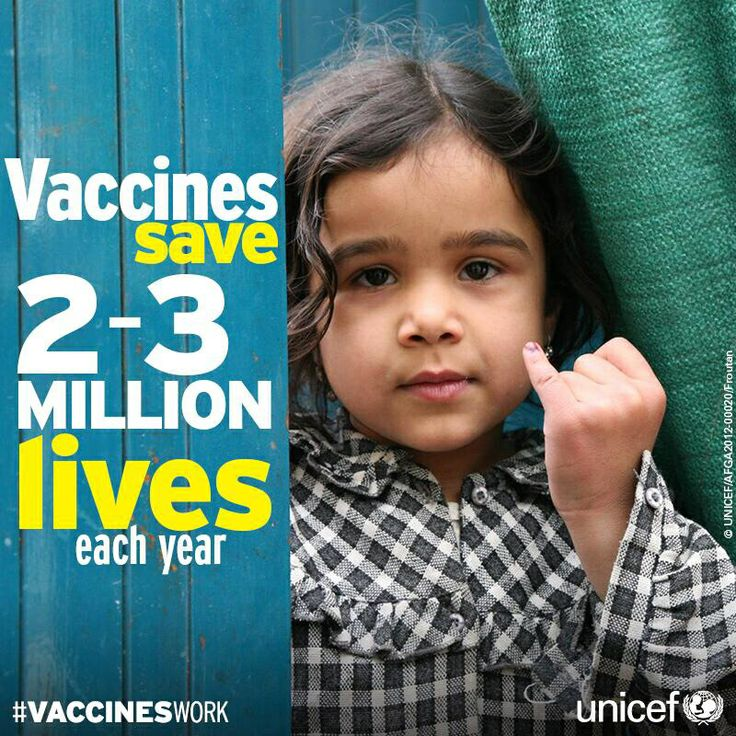 Vaccines
save
2-3
MILLION
lives
each year
#VACCINESWORK
unicef
© UNICEF/AFGA2012-00020/Froutan